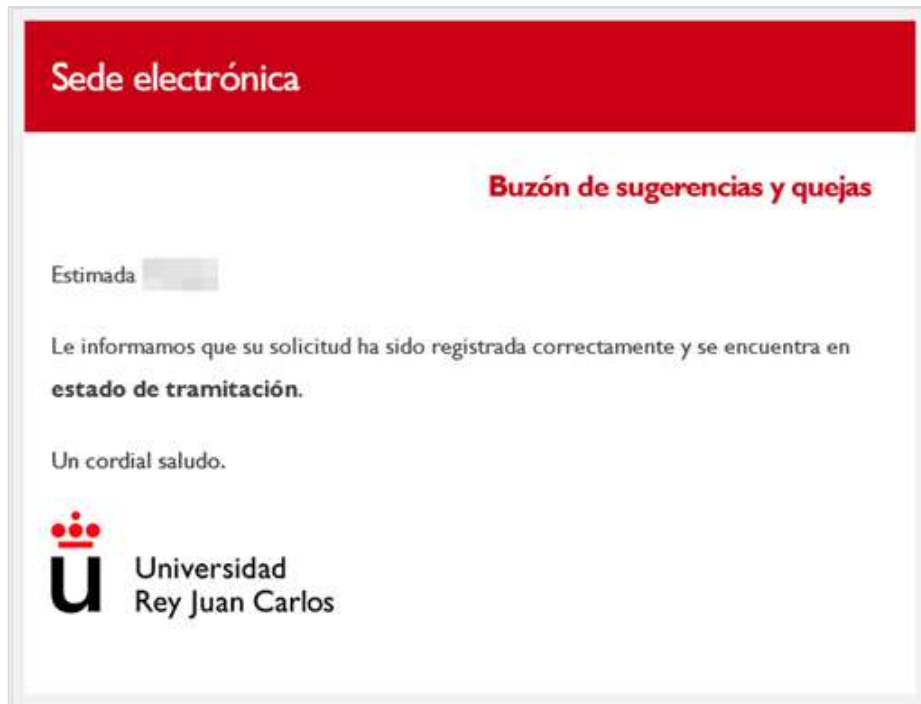 Sede electrónica
Buzón de sugerencias y quejas
Estimada
Le informamos que su solicitud ha sido registrada correctamente y se encuentra en
estado de tramitación.
Un cordial saludo.
u
Universidad
Rey Juan Carlos